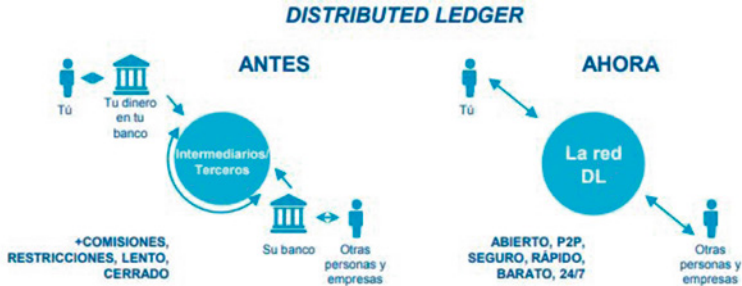 DISTRIBUTED LEDGER
ANTES
Tú
Tu dinero
en tu
banco
Intermediarios/
Terceros
Su banco
Otras
personas y
empresas
+COMISIONES,
RESTRICCIONES, LENTO,
CERRADO
AHORA
Tú
La red
DL
Otras
personas y
empresas
ABIERTO, P2P,
SEGURO, RÁPIDO,
BARATO, 24/7